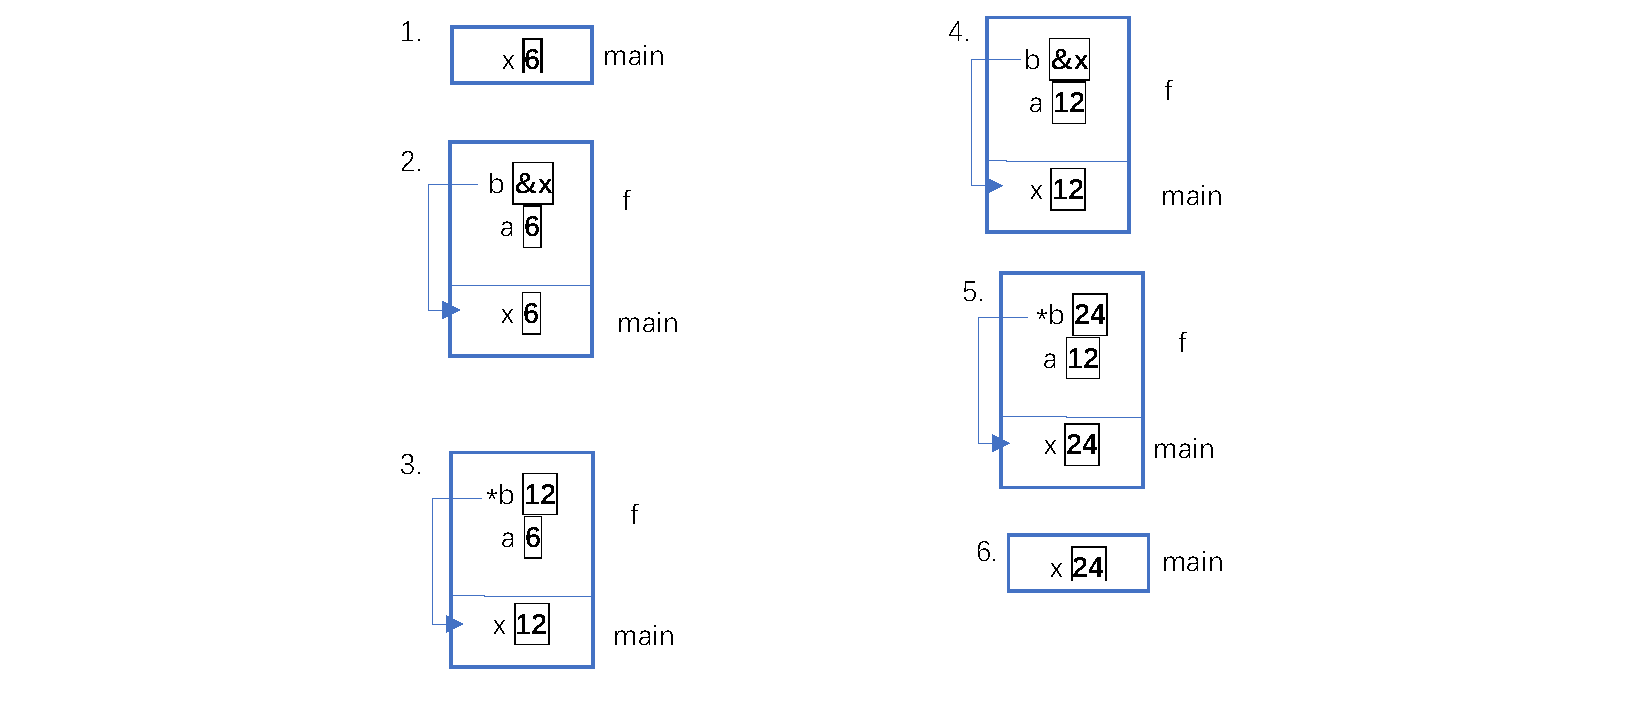 1.
x 6 main
2.
b &x
a 6
f
x 6
main
3.
*b 12
a 6
f
x 12
main
4.
b &x
a 12
f
x 12
main
5.
*b 24
a 12
f
x 24
main
6.
x 24 main